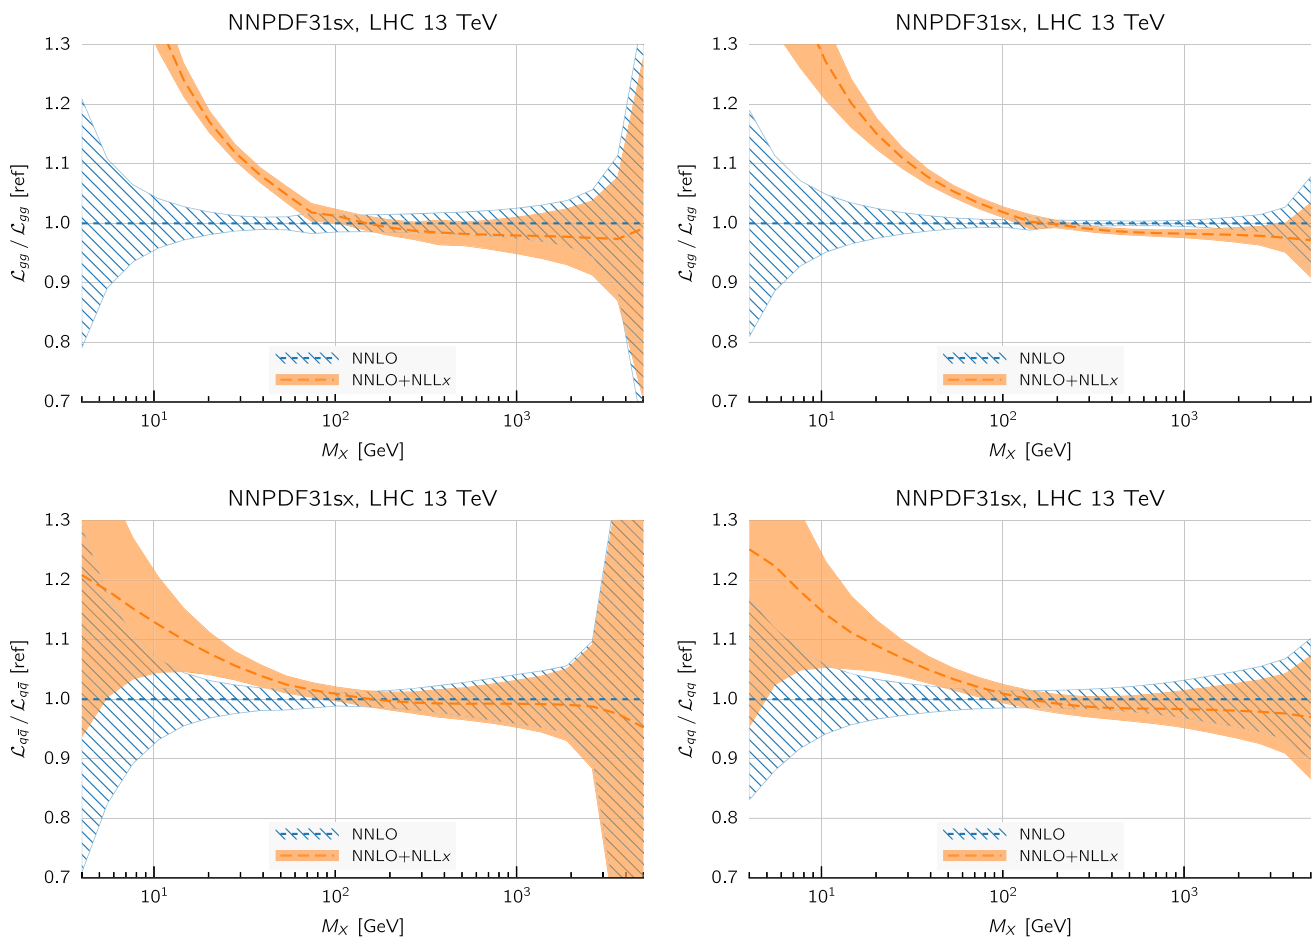 NNPDF31sx, LHC 13 TeV
1.3
1.2
1.1
1.0
0.9
0.8
0.7
ℒgg / ℒgg [ref]
NNLO
NNLO+NLLx
10¹
10²
10³
M_X [GeV]
NNPDF31sx, LHC 13 TeV
1.3
1.2
1.1
1.0
0.9
0.8
0.7
ℒqg / ℒqg [ref]
NNLO
NNLO+NLLx
10¹
10²
10³
M_X [GeV]
NNPDF31sx, LHC 13 TeV
1.3
1.2
1.1
1.0
0.9
0.8
0.7
ℒqq̄ / ℒqq̄ [ref]
NNLO
NNLO+NLLx
10¹
10²
10³
M_X [GeV]
NNPDF31sx, LHC 13 TeV
1.3
1.2
1.1
1.0
0.9
0.8
0.7
ℒqq / ℒqq [ref]
NNLO
NNLO+NLLx
10¹
10²
10³
M_X [GeV]